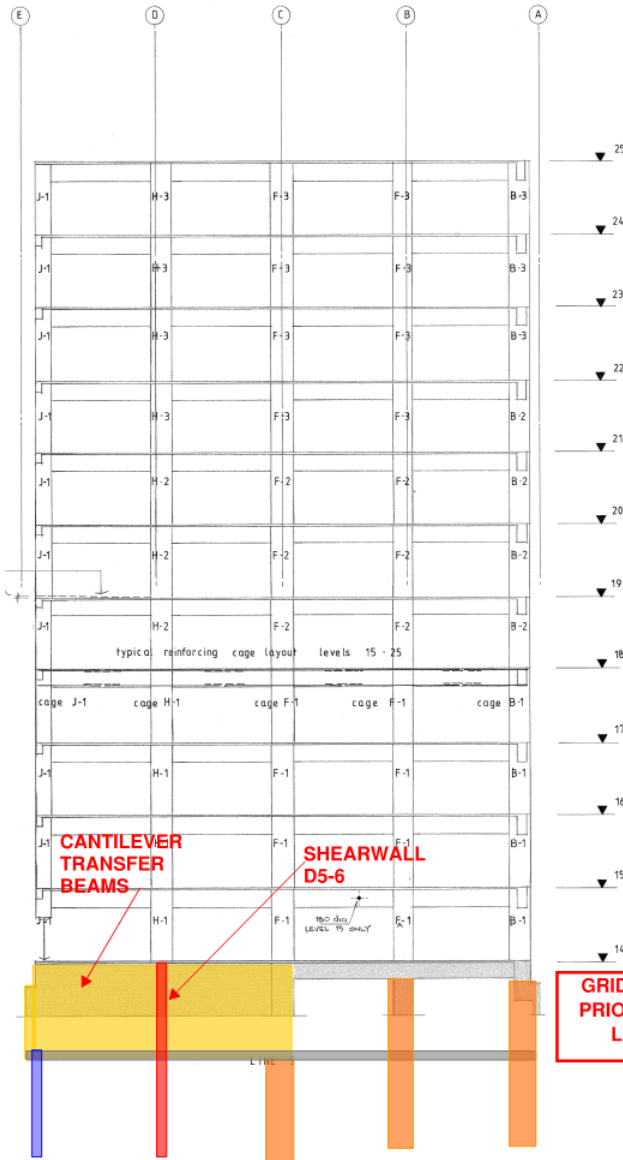 E D C B A
25
J-1 H-3 F-3 F-3 B-3
24
J-1 H-3 F-3 F-3 B-3
23
J-1 H-3 F-3 F-3 B-3
22
J-1 H-3 F-3 F-3 B-2
21
J-1 H-2 F-2 F-2 B-2
20
J-1 H-2 F-2 F-2 B-2
19
J-1 H-2 F-2 F-2 B-2
typical reinforcing cage layout levels 15 - 25
18
cage J-1 cage H-1 cage F-1 cage F-1 cage B-1
17
J-1 H-1 F-1 F-1 B-1
16
J-1 F-1 F-1 B-1
CANTILEVER
TRANSFER
BEAMS
SHEARWALL
D5-6
15
150 dia
LEVEL 15 ONLY
J-1 H-1 F-1 F-1 B-1
14
GRID
PRIO
L
LINE